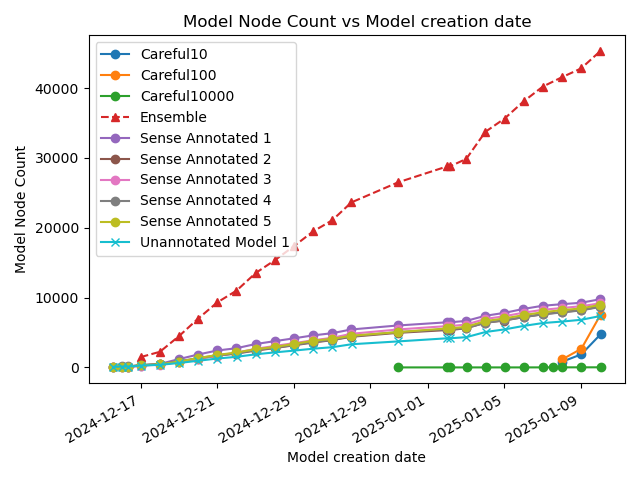 Model Node Count vs Model creation date
Model Node Count
40000
30000
20000
10000
0
Careful10
Careful100
Careful10000
Ensemble
Sense Annotated 1
Sense Annotated 2
Sense Annotated 3
Sense Annotated 4
Sense Annotated 5
Unannotated Model 1
2024-12-17
2024-12-21
2024-12-25
2024-12-29
2025-01-01
2025-01-05
2025-01-09
Model creation date